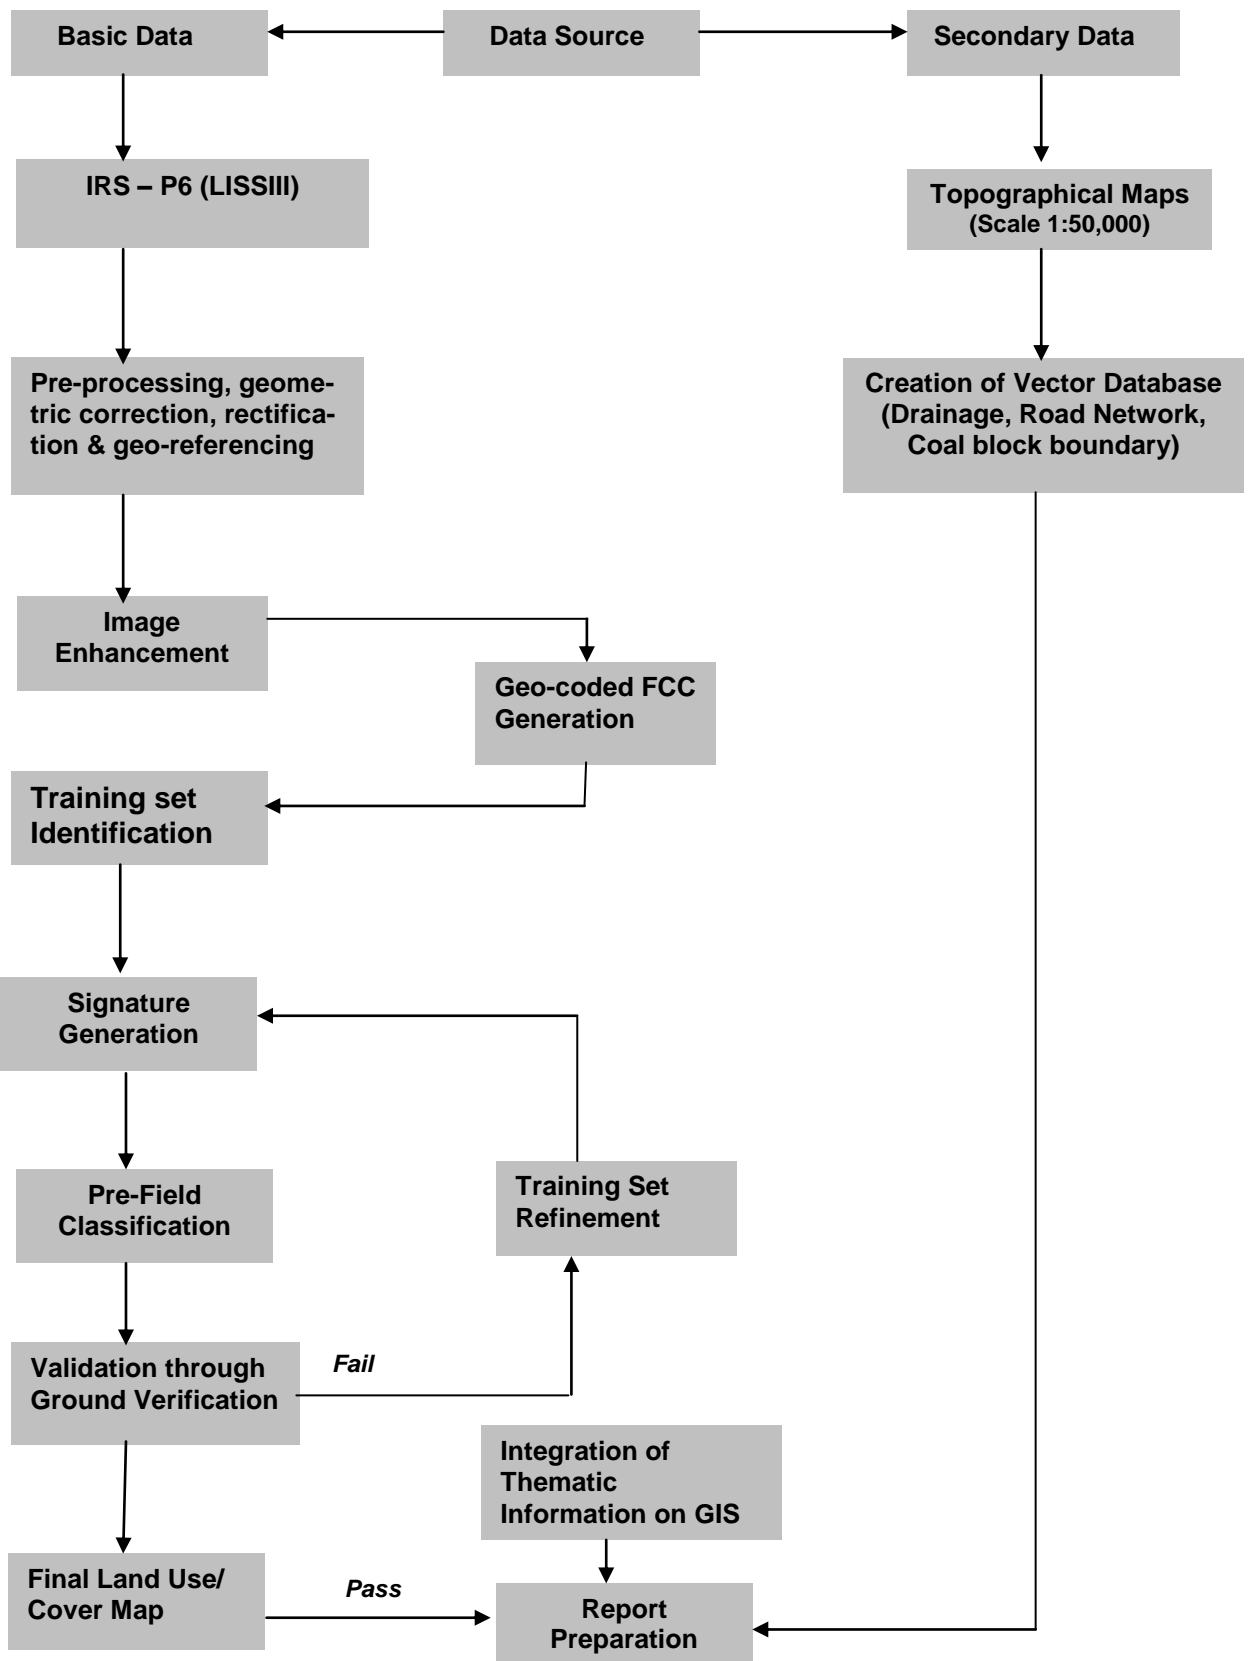 Basic Data
Data Source
Secondary Data
IRS – P6 (LISSIII)
Topographical Maps
(Scale 1:50,000)
Pre-processing, geome-
tric correction, rectifica-
tion & geo-referencing
Creation of Vector Database
(Drainage, Road Network,
Coal block boundary)
Image
Enhancement
Geo-coded FCC
Generation
Training set
Identification
Signature
Generation
Pre-Field
Classification
Training Set
Refinement
Validation through
Ground Verification
Fail
Integration of
Thematic
Information on GIS
Final Land Use/
Cover Map
Pass
Report
Preparation